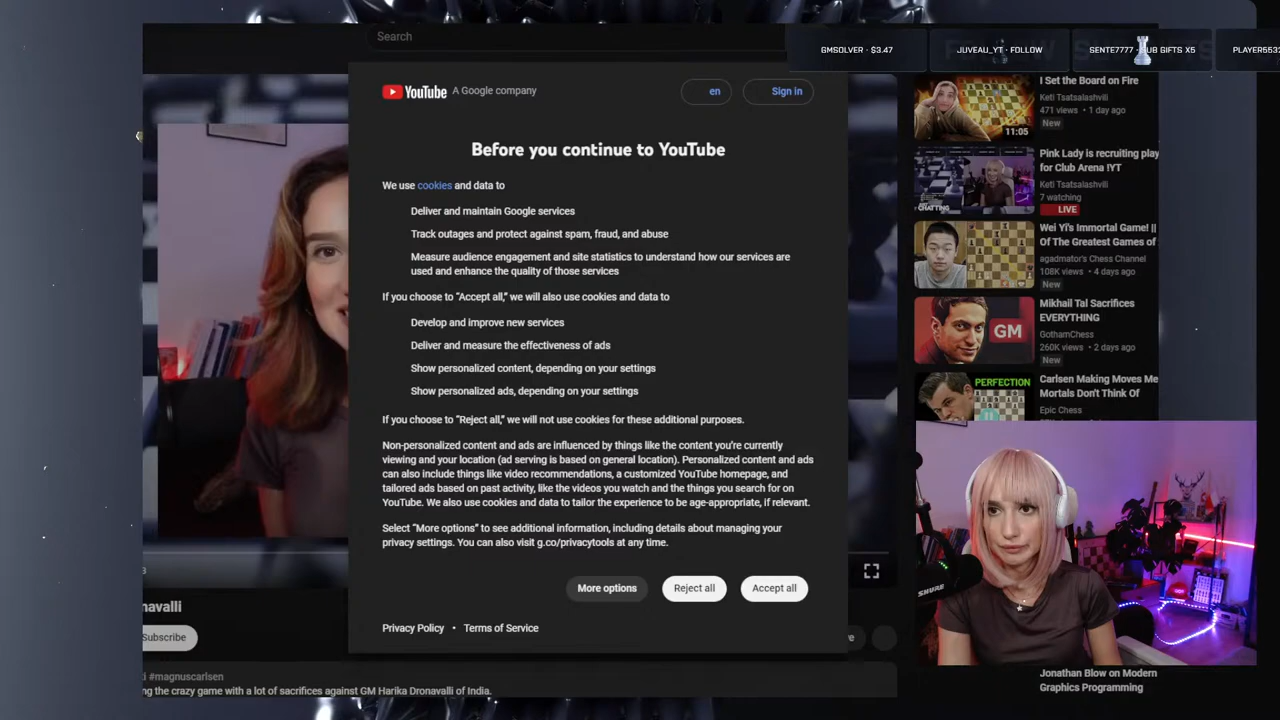 Search
GMSOLVER · $3.47
JUVEAU_YT · FOLLOW
SENTE7777 · SUB GIFTS X5
YouTube A Google company
en
Sign in
Before you continue to YouTube
We use cookies and data to
Deliver and maintain Google services
Track outages and protect against spam, fraud, and abuse
Measure audience engagement and site statistics to understand how our services are
used and enhance the quality of those services
If you choose to “Accept all,” we will also use cookies and data to
Develop and improve new services
Deliver and measure the effectiveness of ads
Show personalized content, depending on your settings
Show personalized ads, depending on your settings
If you choose to “Reject all,” we will not use cookies for these additional purposes.
Non-personalized content and ads are influenced by things like the content you’re currently
viewing and your location (ad serving is based on general location). Personalized content and ads
can also include things like video recommendations, a customized YouTube homepage, and
tailored ads based on past activity, like the videos you watch and the things you search for on
YouTube. We also use cookies and data to tailor the experience to be age-appropriate, if relevant.
Select “More options” to see additional information, including details about managing your
privacy settings. You can also visit g.co/privacytools at any time.
More options
Reject all
Accept all
Privacy Policy • Terms of Service
I Set the Board on Fire
Keti Tsatsalashvili
471 views • 1 day ago
New
11:05
Pink Lady is recruiting play
for Club Arena !YT
Keti Tsatsalashvili
7 watching
LIVE
CHATTING
Wei Yi's Immortal Game! ||
Of The Greatest Games of
agadmator's Chess Channel
108K views • 4 days ago
New
Mikhail Tal Sacrifices
EVERYTHING
GothamChess
260K views • 2 days ago
New
GM
Carlsen Making Moves Me
Mortals Don't Think Of
Epic Chess
PERFECTION
SHURE
Jonathan Blow on Modern
Graphics Programming
navalli
Subscribe
ki #magnuscarlsen
ng the crazy game with a lot of sacrifices against GM Harika Dronavalli of India.